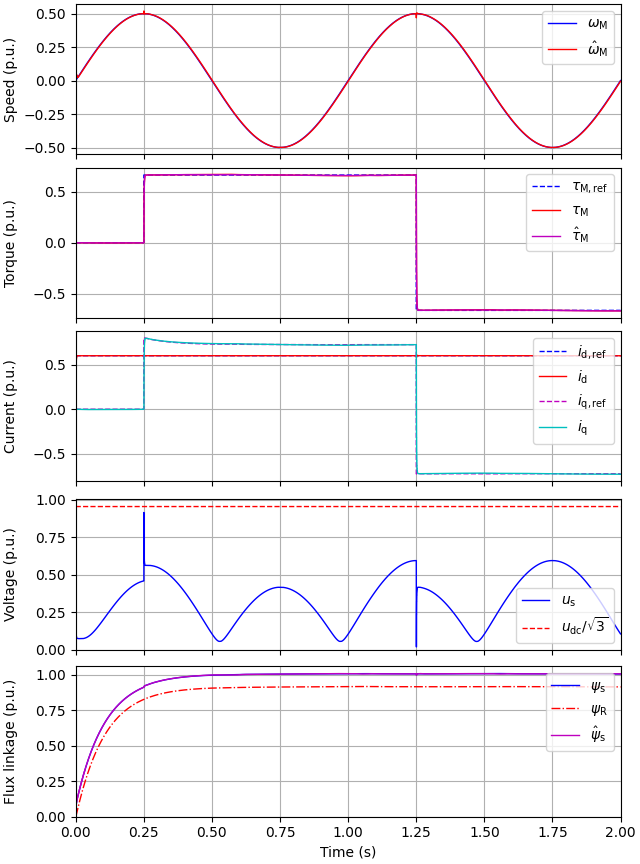 Speed (p.u.)
0.50
0.25
0.00
−0.25
−0.50
ω_M
ω̂_M
Torque (p.u.)
0.5
0.0
−0.5
τ_M,ref
τ_M
τ̂_M
Current (p.u.)
0.5
0.0
−0.5
i_d,ref
i_d
i_q,ref
i_q
Voltage (p.u.)
1.00
0.75
0.50
0.25
0.00
u_s
u_dc/√3
Flux linkage (p.u.)
1.00
0.75
0.50
0.25
0.00
ψ_s
ψ_R
ψ̂_s
0.00 0.25 0.50 0.75 1.00 1.25 1.50 1.75 2.00
Time (s)